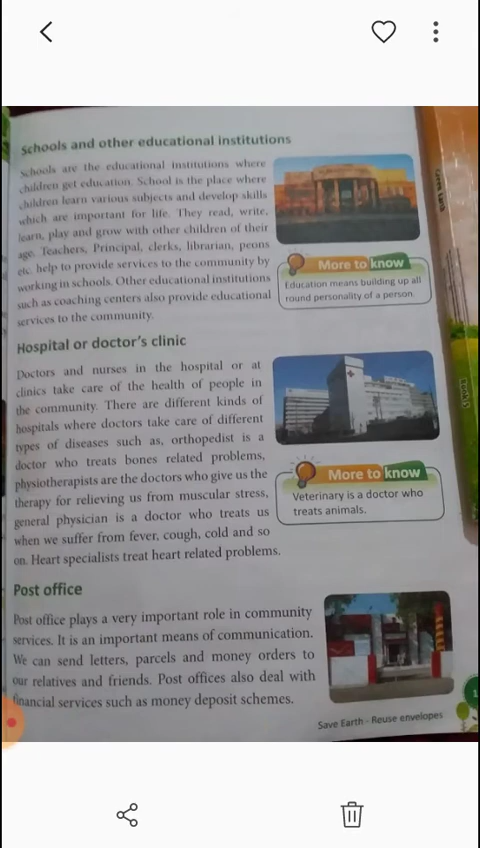 Schools and other educational institutions
Schools are the educational institutions where
children get education. School is the place where
children learn various subjects and develop skills
which are important for life. They read, write,
learn, play and grow with other children of their
age. Teachers, Principal, clerks, librarian, peons
etc. help to provide services to the community by
working in schools. Other educational institutions
such as coaching centers also provide educational
services to the community.
More to know
Education means building up all
round personality of a person.
Hospital or doctor's clinic
Doctors and nurses in the hospital or at
clinics take care of the health of people in
the community. There are different kinds of
hospitals where doctors take care of different
types of diseases such as, orthopedist is a
doctor who treats bones related problems,
physiotherapists are the doctors who give us the
therapy for relieving us from muscular stress,
general physician is a doctor who treats us
when we suffer from fever, cough, cold and so
on. Heart specialists treat heart related problems.
More to know
Veterinary is a doctor who
treats animals.
Post office
Post office plays a very important role in community
services. It is an important means of communication.
We can send letters, parcels and money orders to
our relatives and friends. Post offices also deal with
financial services such as money deposit schemes.
Save Earth - Reuse envelopes